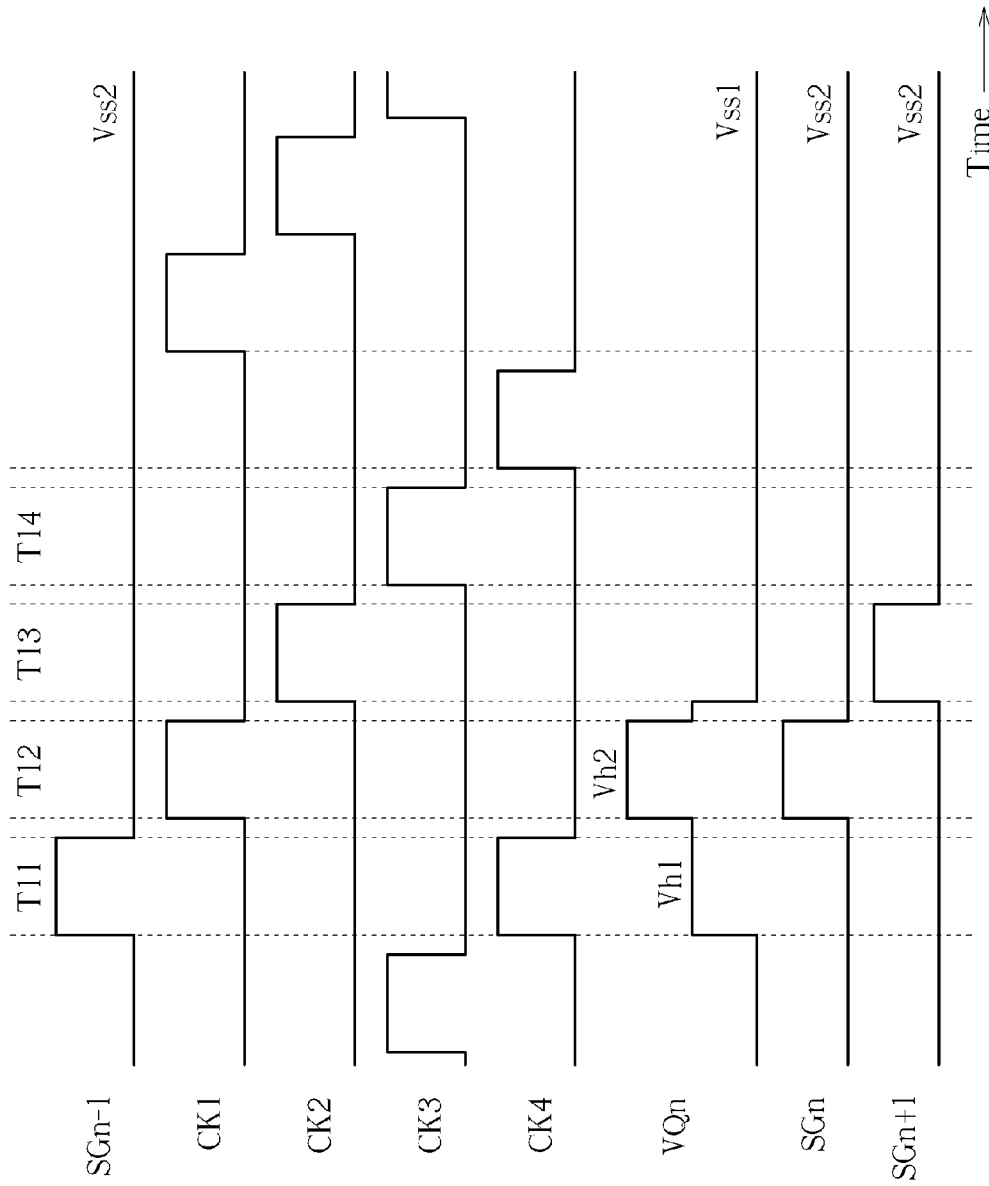 T11 T12 T13 T14
SGn-1 Vss2
CK1
CK2
CK3
CK4
VQn Vh1 Vh2 Vss1
SGn Vss2
SGn+1 Vss2
Time